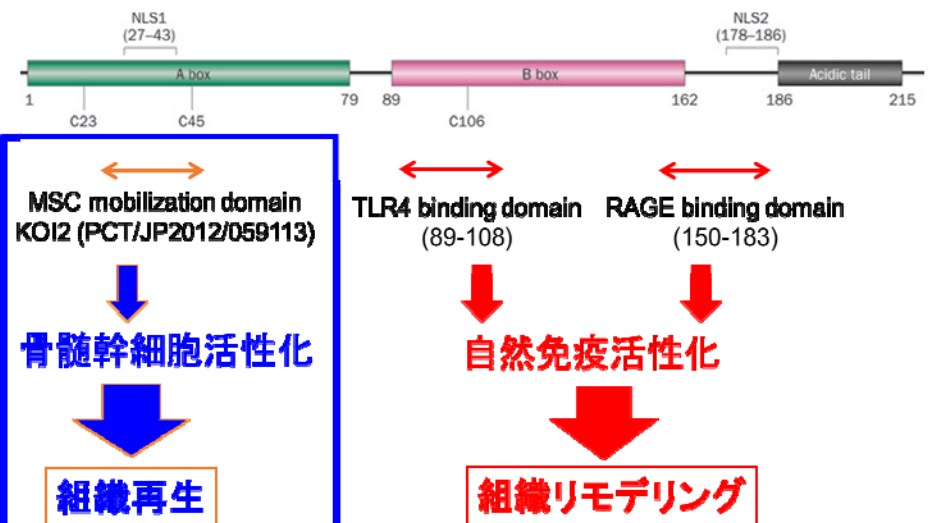 NLS1
(27–43)
NLS2
(178–186)
A box
B box
Acidic tail
1
79
89
162
186
215
C23
C45
C106
MSC mobilization domain
KOI2 (PCT/JP2012/059113)
TLR4 binding domain
(89-108)
RAGE binding domain
(150-183)
骨髄幹細胞活性化
自然免疫活性化
組織再生
組織リモデリング